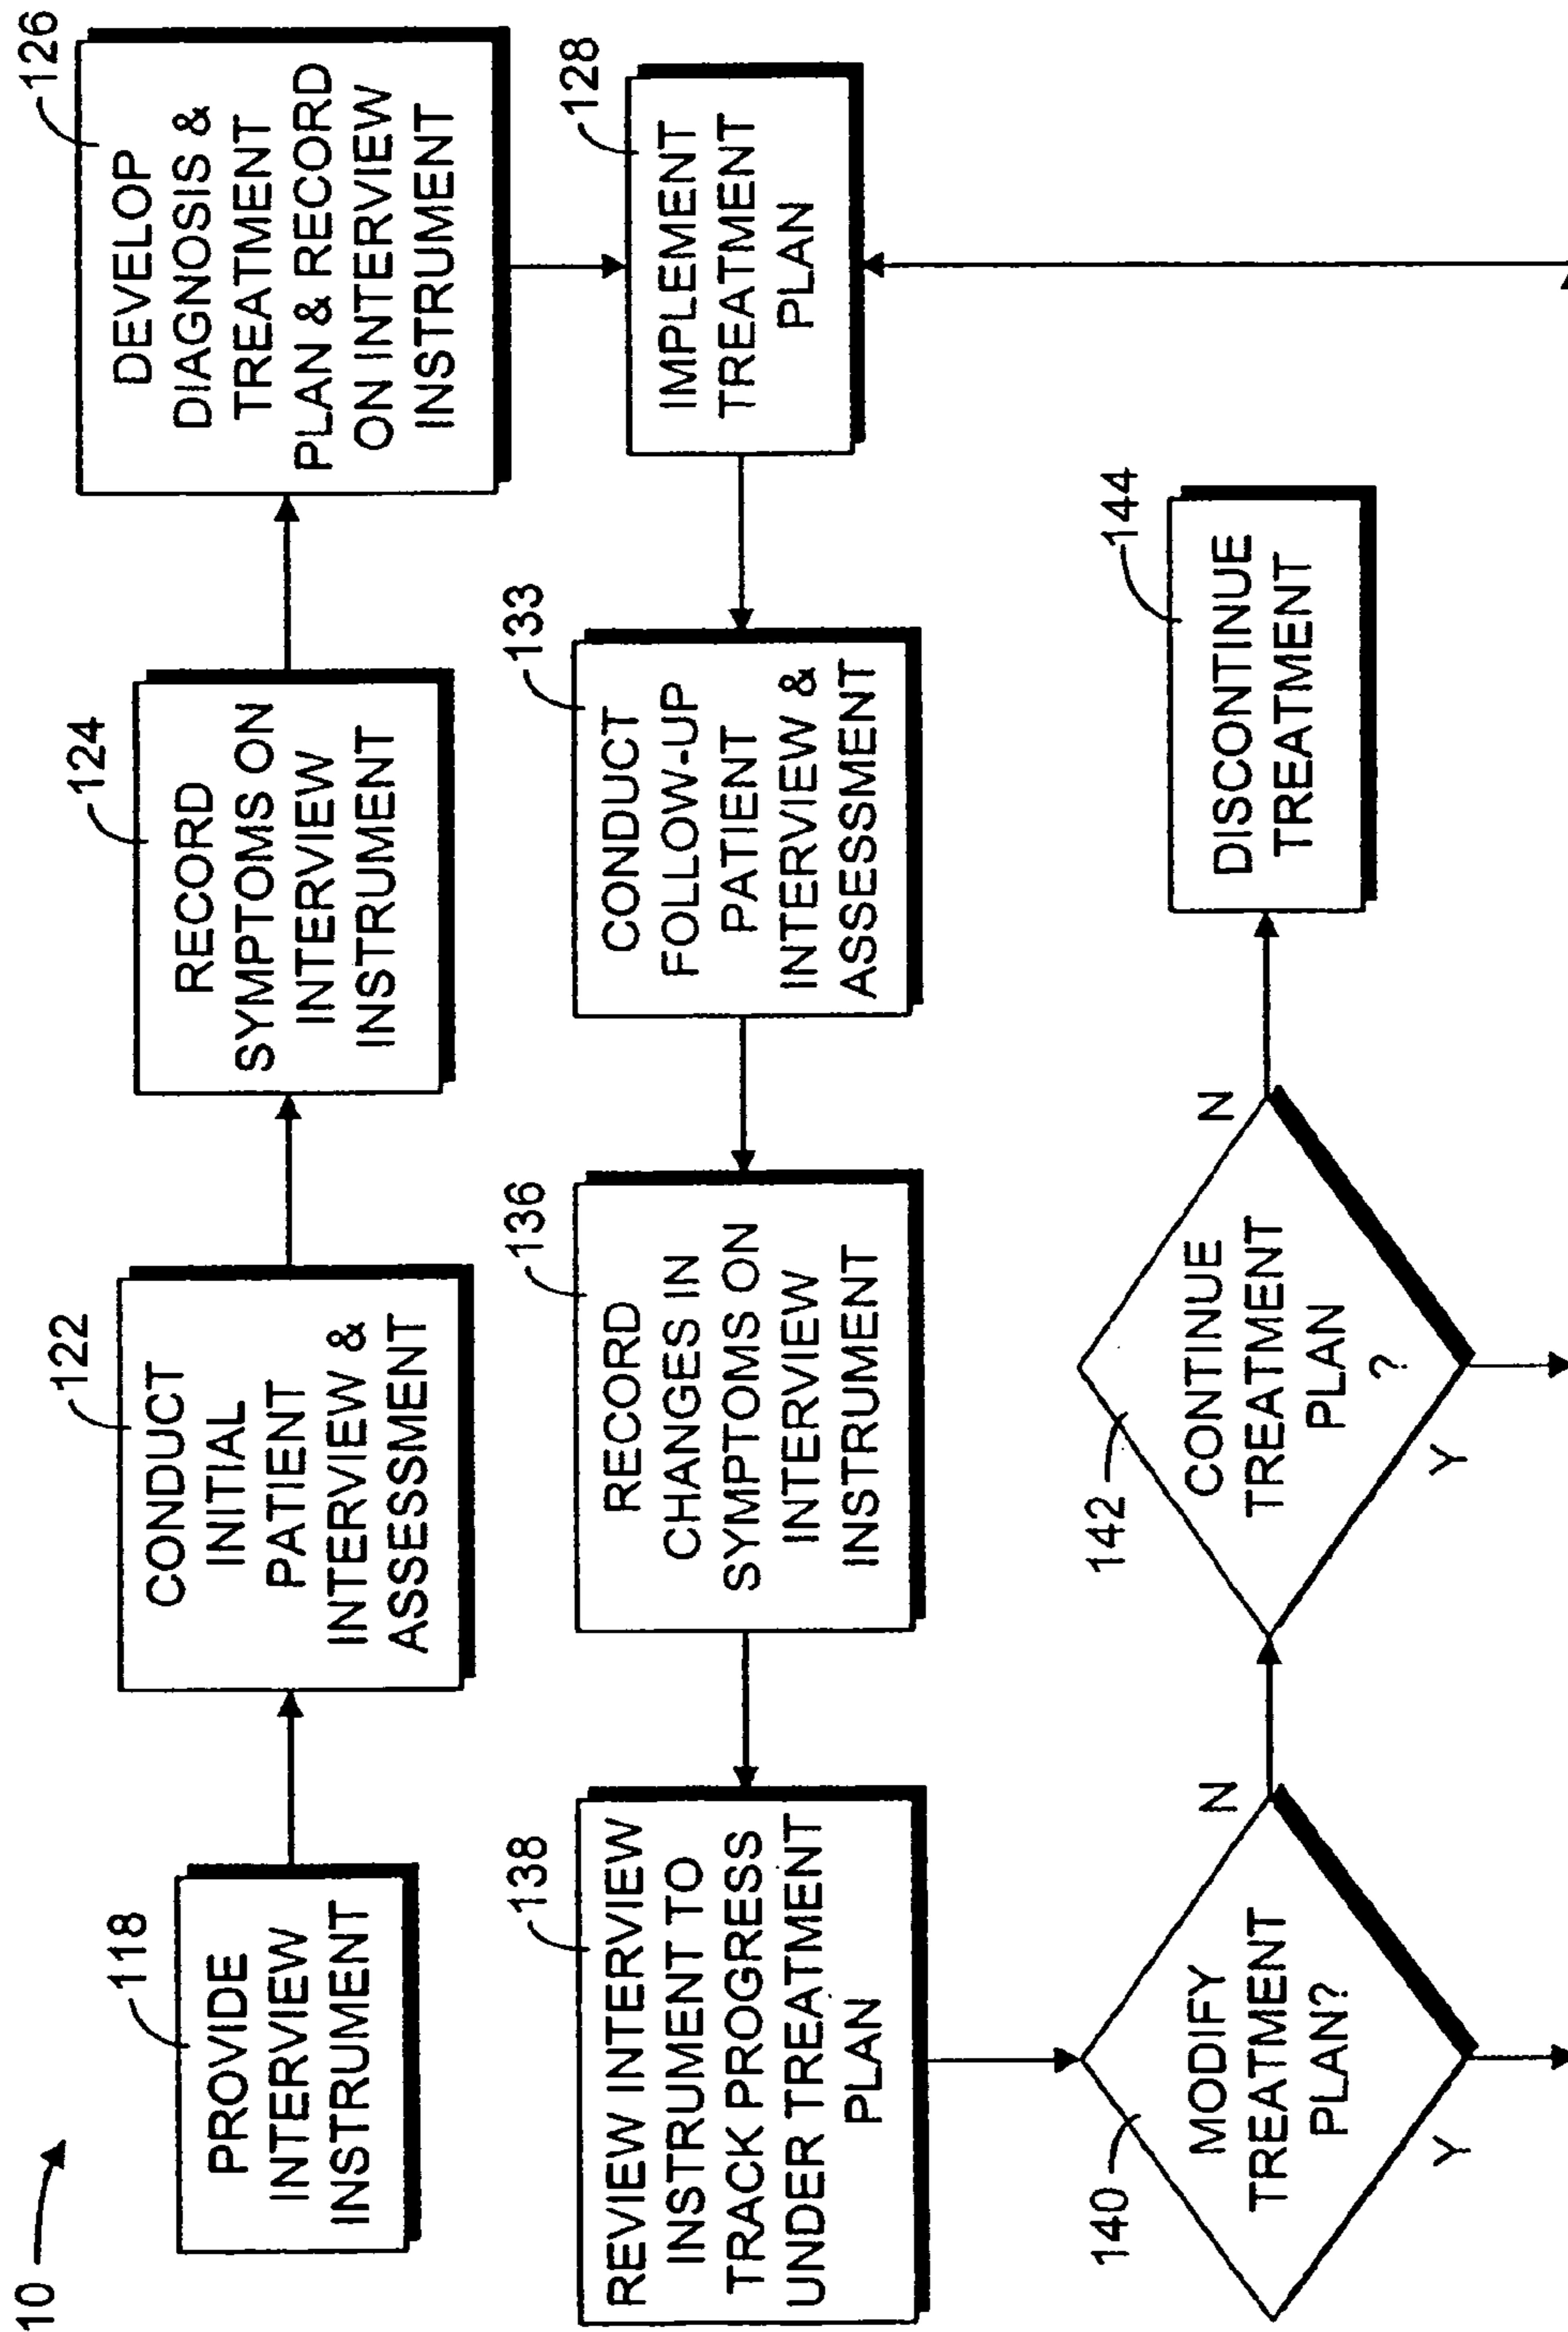 10
118
PROVIDE
INTERVIEW
INSTRUMENT
122
CONDUCT
INITIAL
PATIENT
INTERVIEW &
ASSESSMENT
124
RECORD
SYMPTOMS ON
INTERVIEW
INSTRUMENT
126
DEVELOP
DIAGNOSIS &
TREATMENT
PLAN & RECORD
ON INTERVIEW
INSTRUMENT
128
IMPLEMENT
TREATMENT
PLAN
133
CONDUCT
FOLLOW-UP
PATIENT
INTERVIEW &
ASSESSMENT
136
RECORD
CHANGES IN
SYMPTOMS ON
INTERVIEW
INSTRUMENT
138
REVIEW INTERVIEW
INSTRUMENT TO
TRACK PROGRESS
UNDER TREATMENT
PLAN
140
MODIFY
TREATMENT
PLAN?
N
Y
142
CONTINUE
TREATMENT
PLAN
?
N
Y
144
DISCONTINUE
TREATMENT